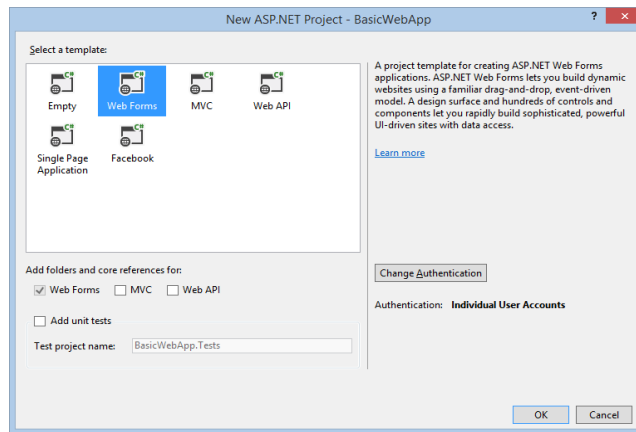 New ASP.NET Project - BasicWebApp
? ×
Select a template:
C# C# C# C#
Empty Web Forms MVC Web API
C# C#
Single Page Facebook
Application
A project template for creating ASP.NET Web Forms
applications. ASP.NET Web Forms lets you build dynamic
websites using a familiar drag-and-drop, event-driven
model. A design surface and hundreds of controls and
components let you rapidly build sophisticated, powerful
UI-driven sites with data access.
Learn more
Add folders and core references for:
Web Forms MVC Web API
Add unit tests
Test project name: BasicWebApp.Tests
Change Authentication
Authentication: Individual User Accounts
OK Cancel